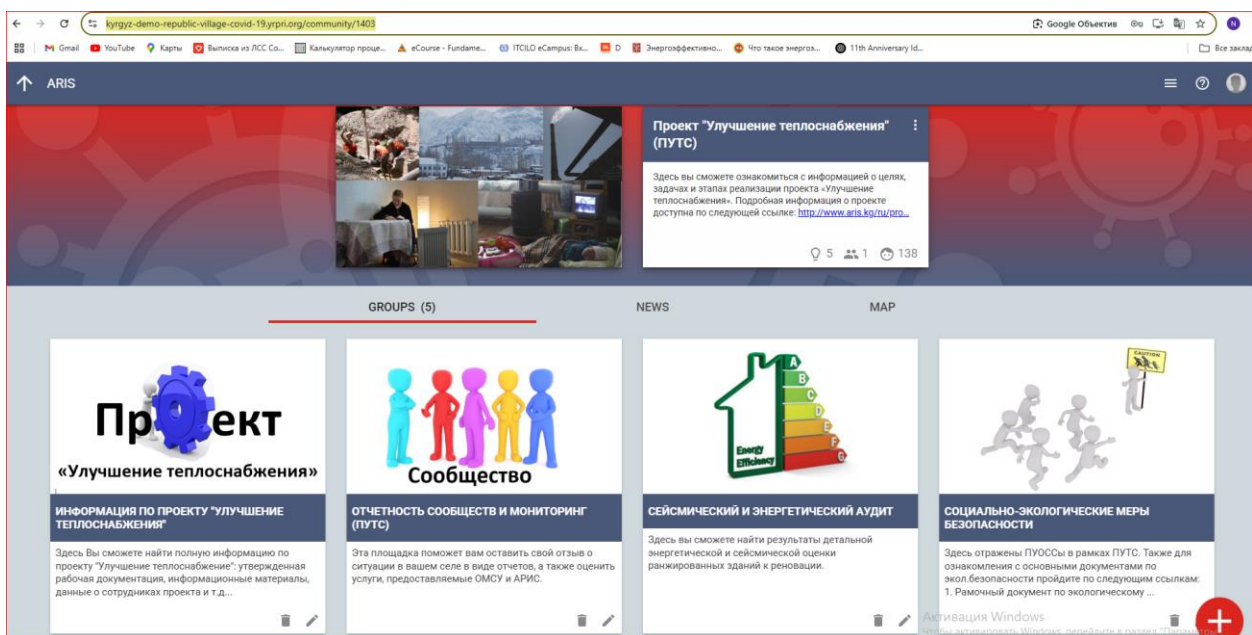 kyrgyz-demo-republic-village-covid-19.yrpri.org/community/1403
Google Объектив
N
Gmail
YouTube
Карты
Выписка из ЛСС Со...
Калькулятор проце...
eCourse - Fundame...
ITCILO eCampus: Вх...
D
Энергоэффективно...
Что такое энергоэ...
11th Anniversary Id...
Все заклад
ARIS
Проект "Улучшение теплоснабжения"
(ПУТС)
Здесь вы сможете ознакомиться с информацией о целях,
задачах и этапах реализации проекта «Улучшение
теплоснабжения». Подробная информация о проекте
доступна по следующей ссылке: http://www.aris.kg/ru/pro...
5 1 138
GROUPS (5)
NEWS
MAP
Проект
«Улучшение теплоснабжения»
ИНФОРМАЦИЯ ПО ПРОЕКТУ "УЛУЧШЕНИЕ
ТЕПЛОСНАБЖЕНИЯ"
Здесь Вы сможете найти полную информацию по
проекту "Улучшение теплоснабжение": утвержденная
рабочая документация, информационные материалы,
данные о сотрудниках проекта и т.д...
Сообщество
ОТЧЕТНОСТЬ СООБЩЕСТВ И МОНИТОРИНГ
(ПУТС)
Эта площадка поможет вам оставить свой отзыв о
ситуации в вашем селе в виде отчетов, а также оценить
услуги, предоставляемые ОМСУ и АРИС.
A
B
C
D
E
F
G
Energy
Efficiency
СЕЙСМИЧЕСКИЙ И ЭНЕРГЕТИЧЕСКИЙ АУДИТ
Здесь вы сможете найти результаты детальной
энергетической и сейсмической оценки
ранжированных зданий к реновации.
CAUTION
СОЦИАЛЬНО-ЭКОЛОГИЧЕСКИЕ МЕРЫ
БЕЗОПАСНОСТИ
Здесь отражены ПУОССы в рамках ПУТС. Также для
ознакомления с основными документами по
экол.безопасности пройдите по следующим ссылкам:
1. Рамочный документ по экологическому ...
Активация Windows
Чтобы активировать Windows, перейдите в раздел "Параметры